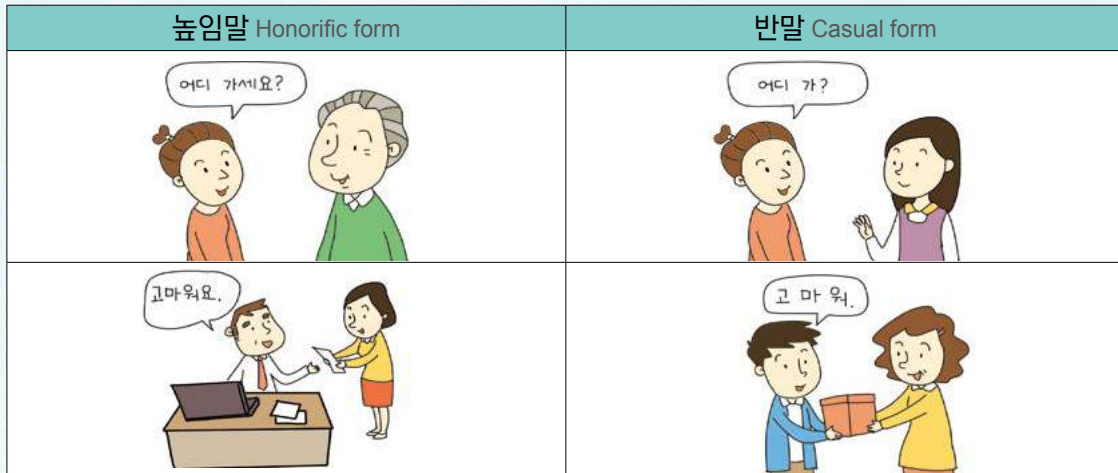 높임말 Honorific form
반말 Casual form
어디 가세요?
어디 가?
고마워요.
고마워.